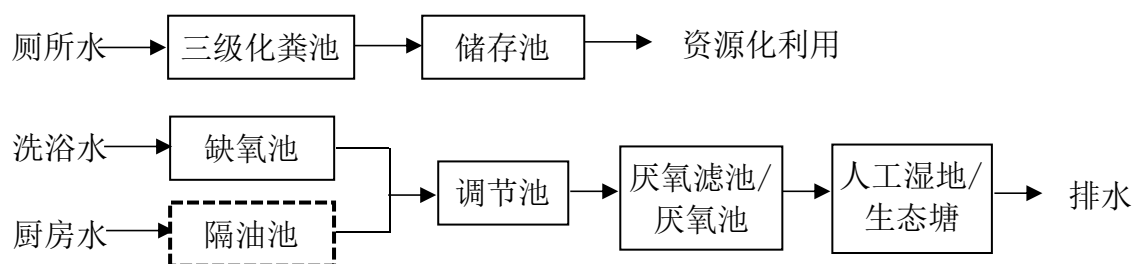 厕所水
三级化粪池
储存池
资源化利用
洗浴水
缺氧池
厨房水
隔油池
调节池
厌氧滤池/
厌氧池
人工湿地/
生态塘
排水